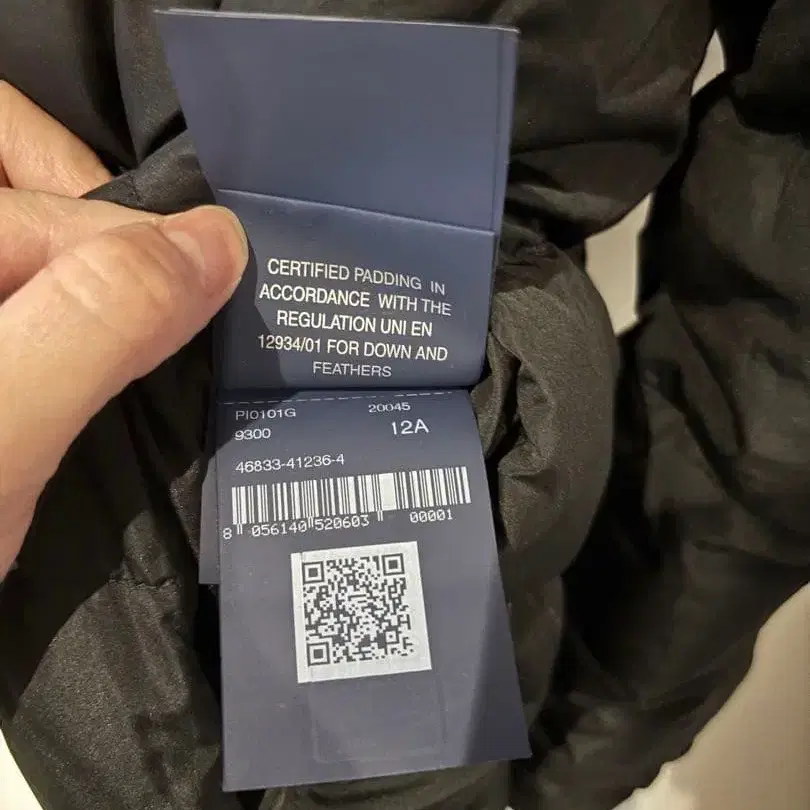 CERTIFIED PADDING IN
ACCORDANCE WITH THE
REGULATION UNI EN
12934/01 FOR DOWN AND
FEATHERS
PI0101G 20045
9300 12A
46833-41236-4
8 056140 520603 00001